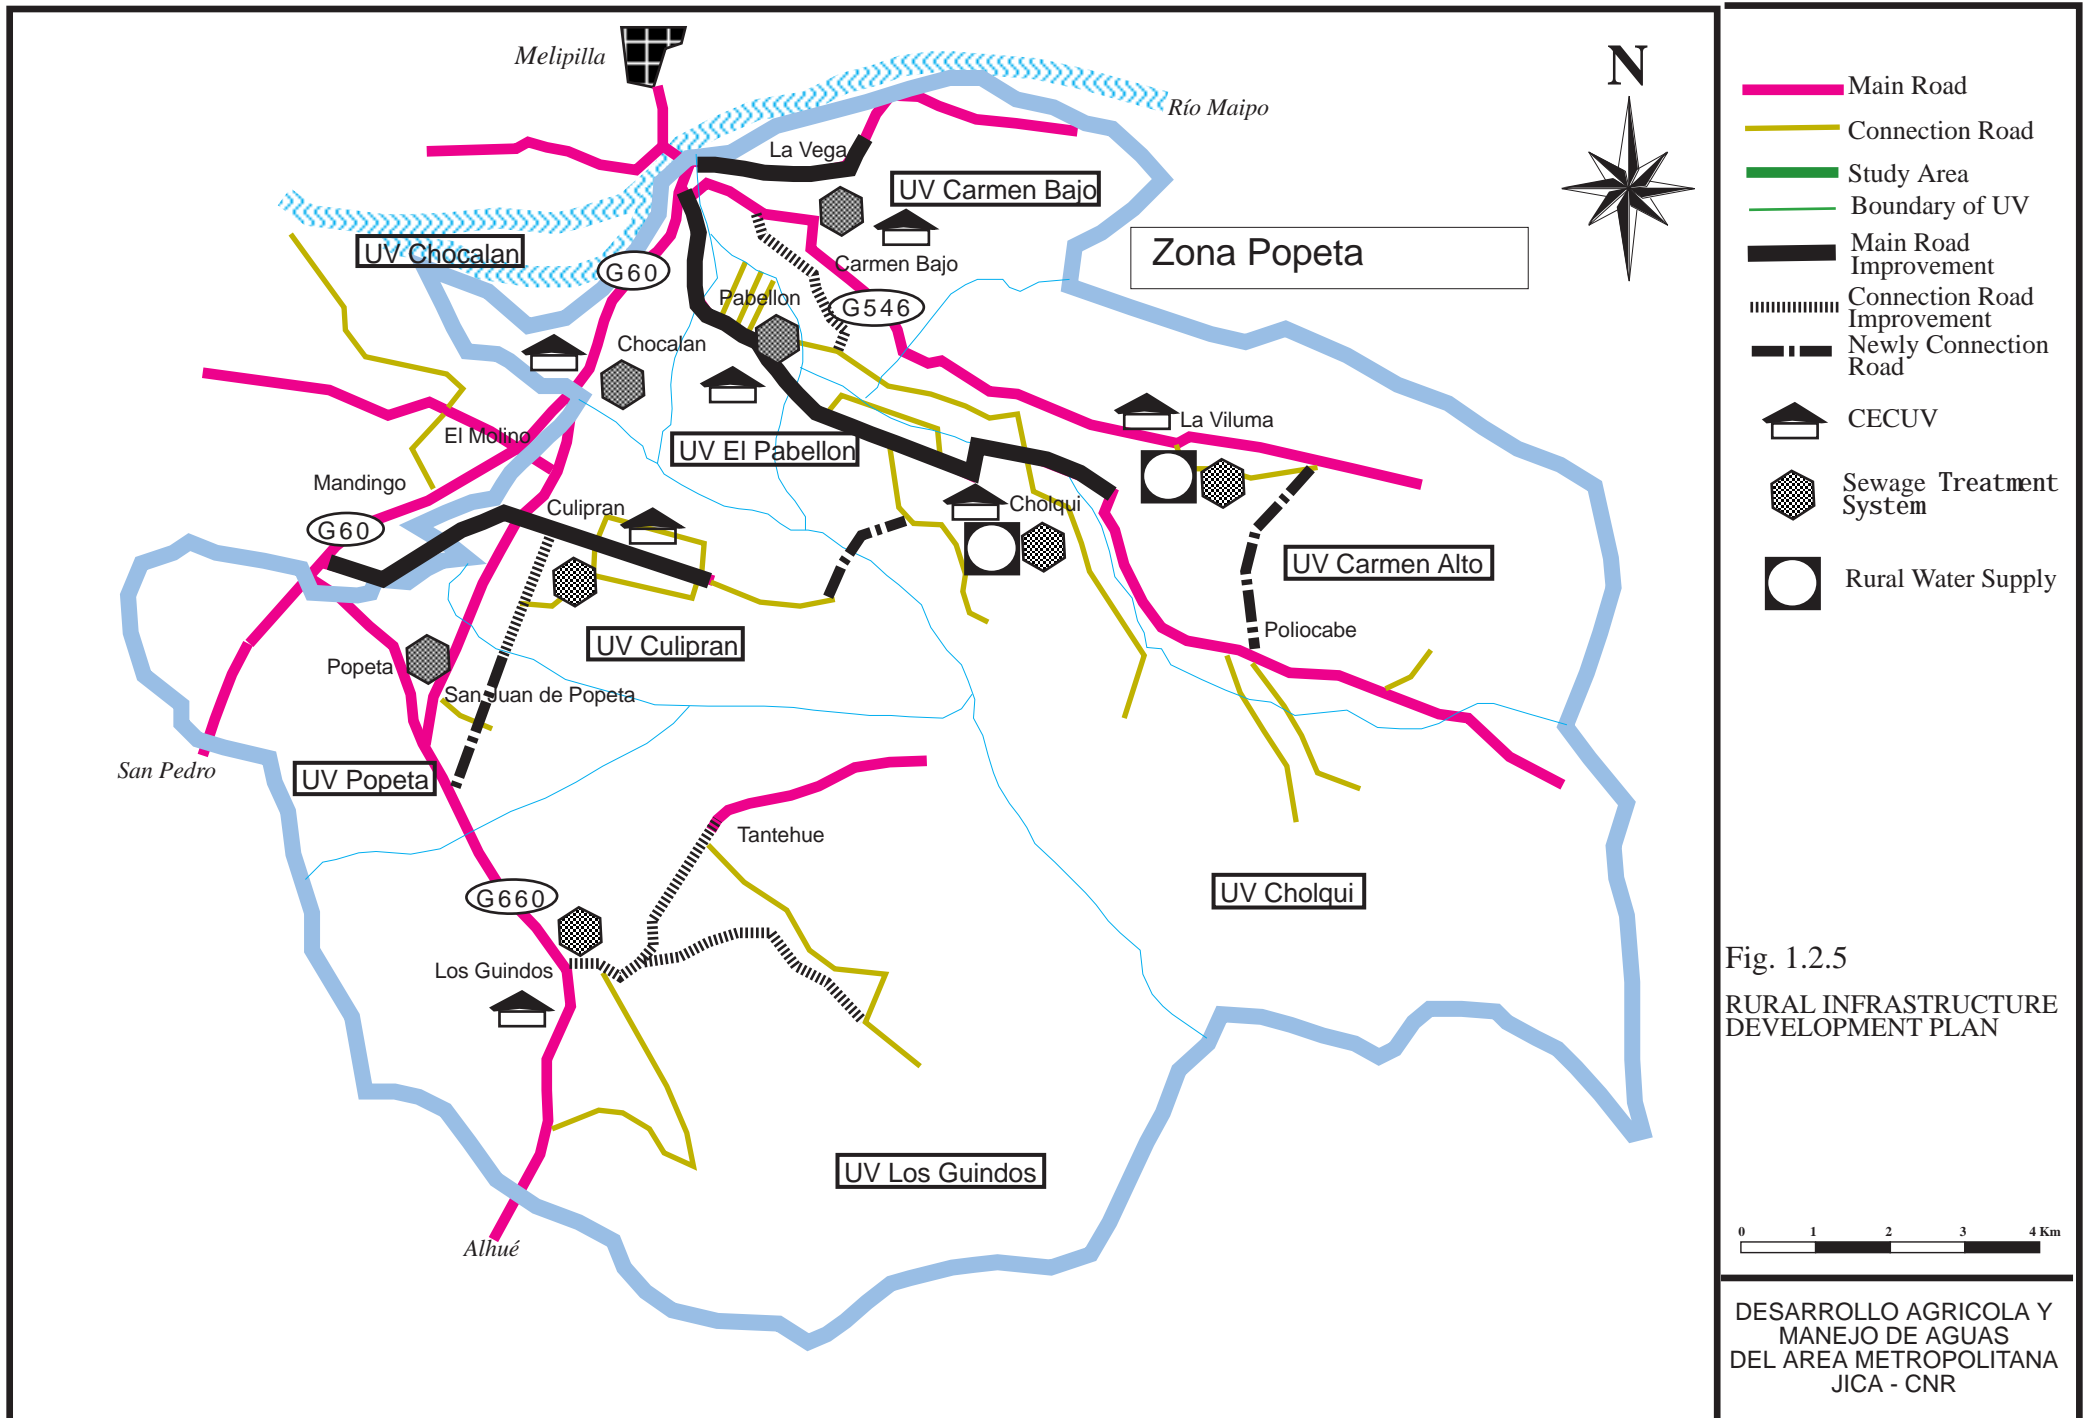 Melipilla
Río Maipo
N
La Vega
UV Carmen Bajo
UV Chocalan
G60
Carmen Bajo
Zona Popeta
Pabellon
G546
Chocalan
El Molino
UV El Pabellon
La Viluma
Mandingo
Culipran
Cholqui
G60
UV Carmen Alto
UV Culipran
Poliocabe
Popeta
San Juan de Popeta
San Pedro
UV Popeta
Tantehue
G660
UV Cholqui
Los Guindos
UV Los Guindos
Alhué
Main Road
Connection Road
Study Area
Boundary of UV
Main Road
Improvement
Connection Road
Improvement
Newly Connection
Road
CECUV
Sewage Treatment
System
Rural Water Supply
Fig. 1.2.5
RURAL INFRASTRUCTURE
DEVELOPMENT PLAN
0 1 2 3 4 Km
DESARROLLO AGRICOLA Y
MANEJO DE AGUAS
DEL AREA METROPOLITANA
JICA - CNR